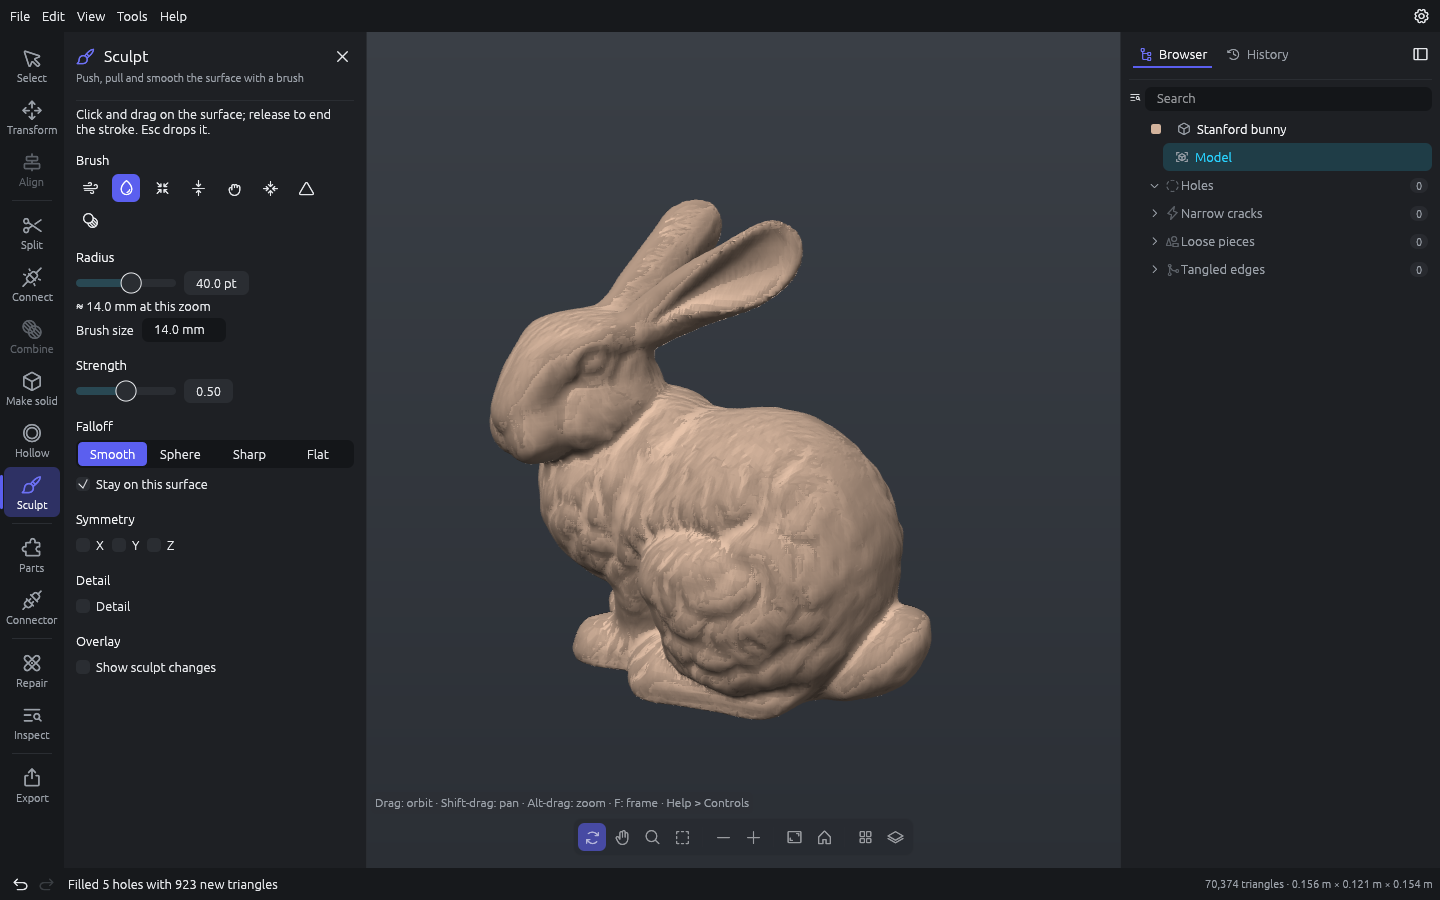 File Edit View Tools Help
Select
Transform
Align
Split
Connect
Combine
Make solid
Hollow
Sculpt
Parts
Connector
Repair
Inspect
Export
Sculpt
Push, pull and smooth the surface with a brush
Click and drag on the surface; release to end
the stroke. Esc drops it.
Brush
Radius
40.0 pt
≈ 14.0 mm at this zoom
Brush size 14.0 mm
Strength
0.50
Falloff
Smooth Sphere Sharp Flat
Stay on this surface
Symmetry
X Y Z
Detail
Detail
Overlay
Show sculpt changes
Drag: orbit · Shift-drag: pan · Alt-drag: zoom · F: frame · Help > Controls
Browser History
Search
Stanford bunny
Model
Holes 0
Narrow cracks 0
Loose pieces 0
Tangled edges 0
Filled 5 holes with 923 new triangles
70,374 triangles · 0.156 m × 0.121 m × 0.154 m